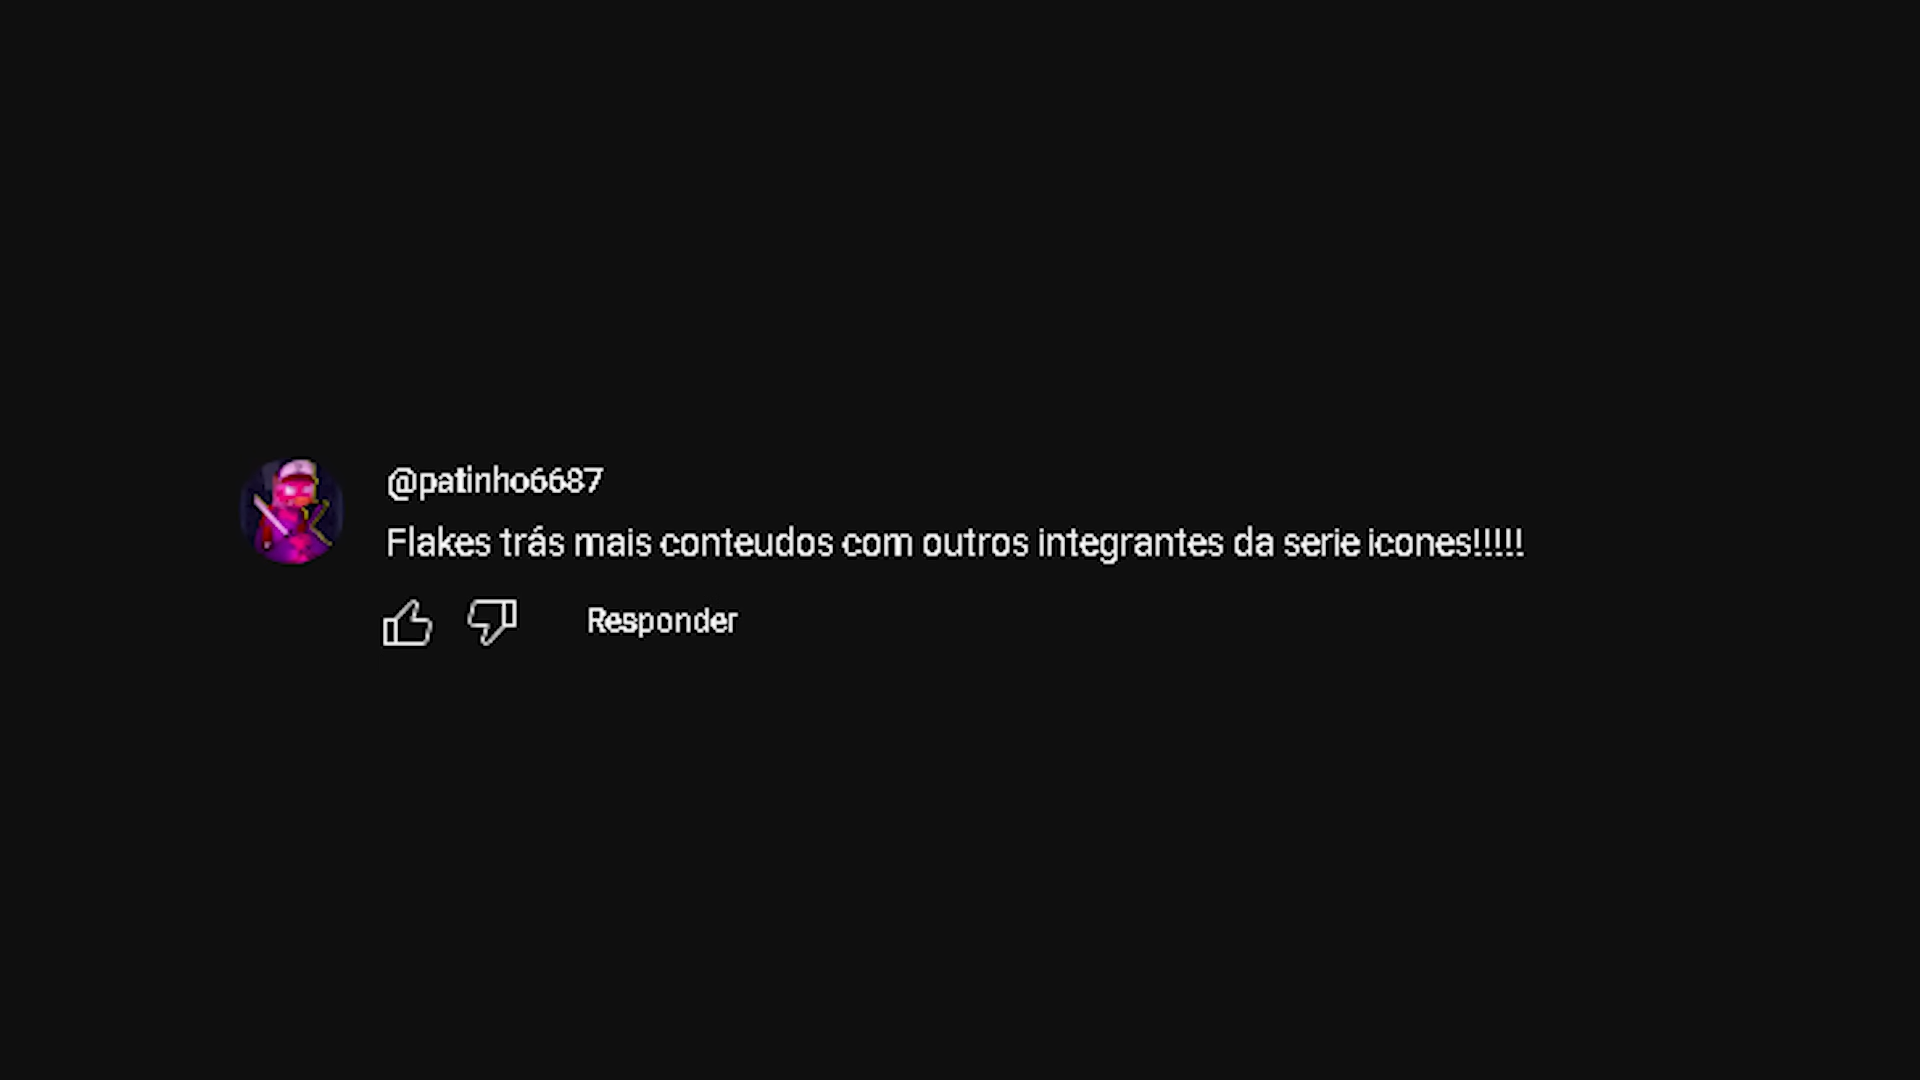 @patinho6687
Flakes trás mais conteudos com outros integrantes da serie icones!!!!!
Responder